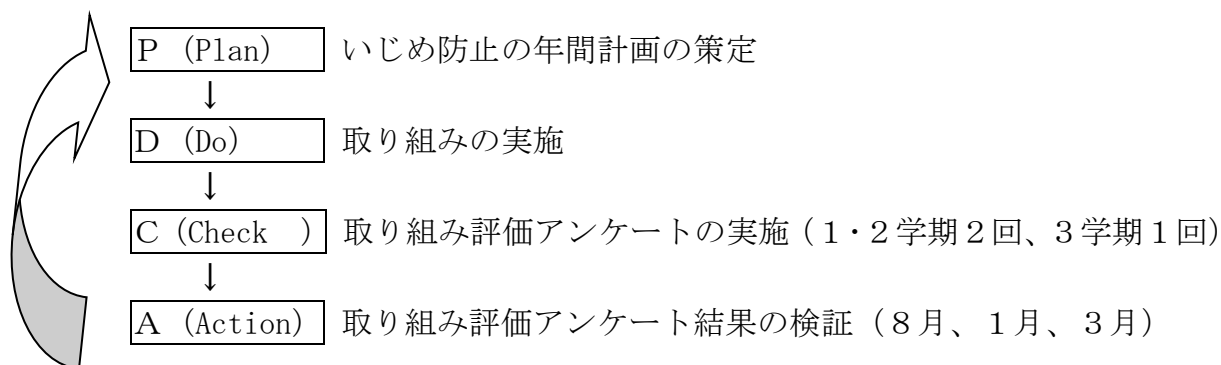 Ｐ (Plan) いじめ防止の年間計画の策定
↓
Ｄ (Do) 取り組みの実施
↓
Ｃ (Check ) 取り組み評価アンケートの実施（１・２学期２回、３学期１回）
↓
Ａ (Action) 取り組み評価アンケート結果の検証（８月、１月、３月）